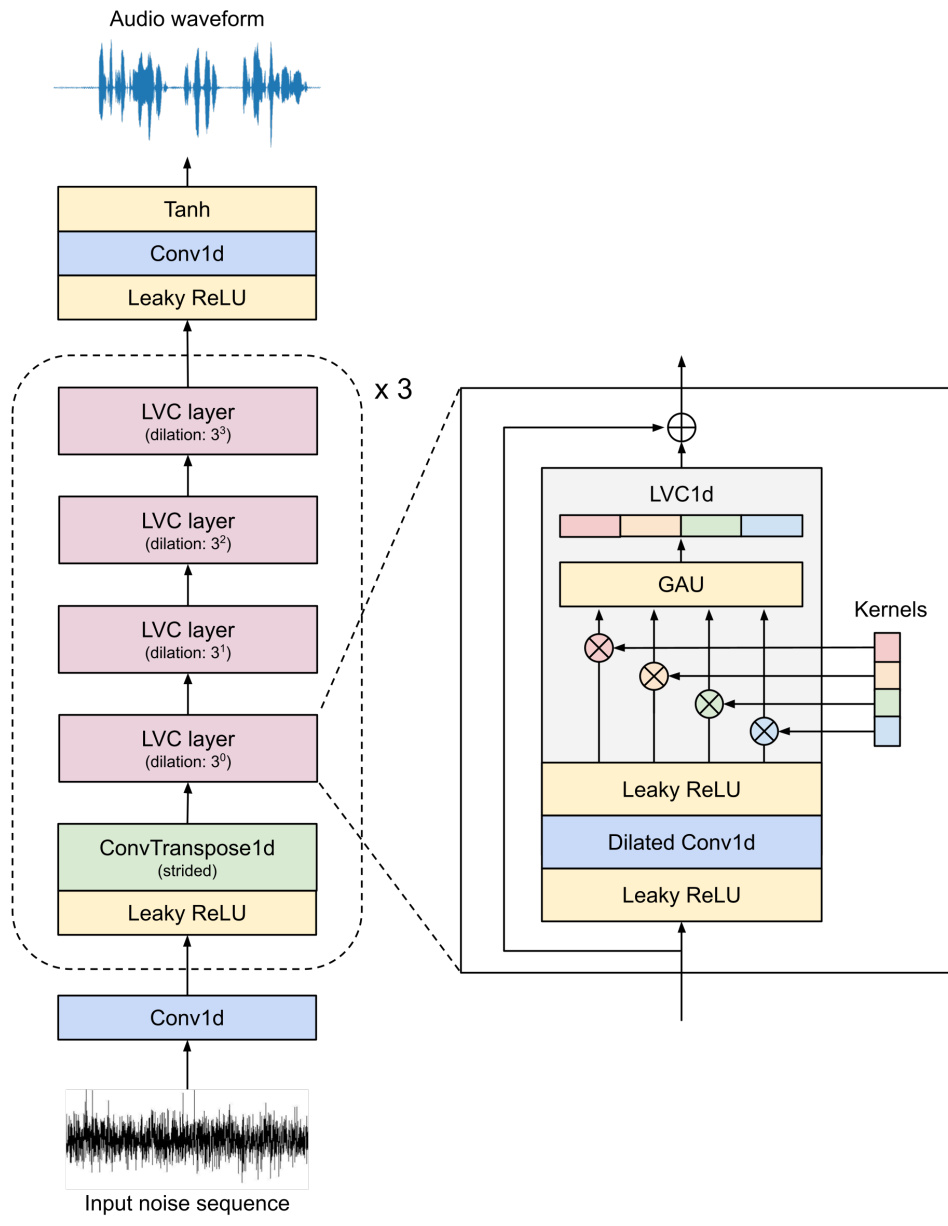 Audio waveform
Tanh
Conv1d
Leaky ReLU
x 3
LVC layer
(dilation: 3³)
LVC layer
(dilation: 3²)
LVC layer
(dilation: 3¹)
LVC layer
(dilation: 3⁰)
ConvTranspose1d
(strided)
Leaky ReLU
Conv1d
Input noise sequence
LVC1d
GAU
Kernels
Leaky ReLU
Dilated Conv1d
Leaky ReLU